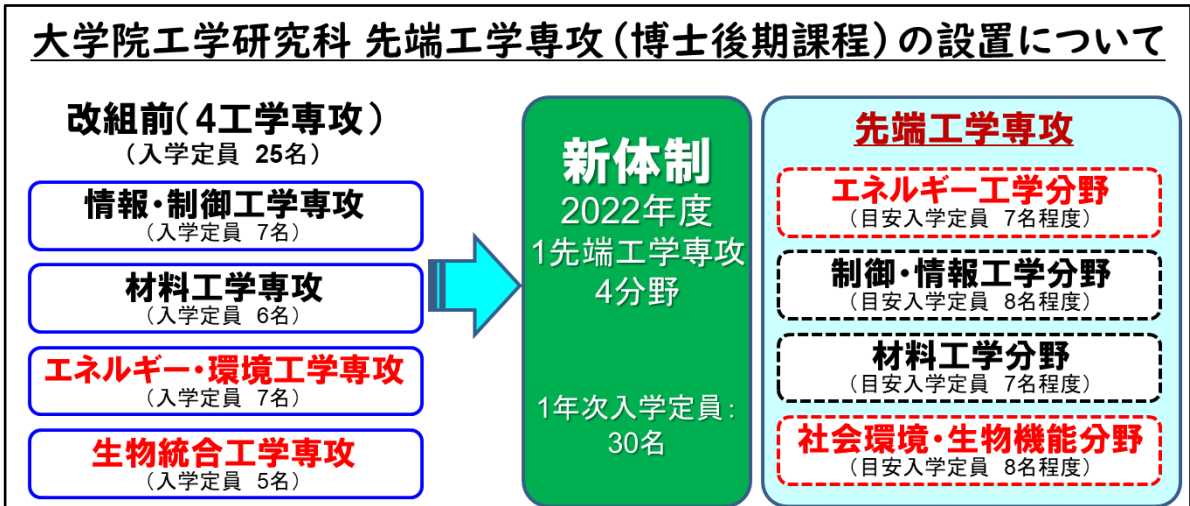 大学院工学研究科 先端工学専攻（博士後期課程）の設置について
改組前（4工学専攻）
（入学定員 25名）
情報・制御工学専攻
（入学定員 7名）
材料工学専攻
（入学定員 6名）
エネルギー・環境工学専攻
（入学定員 7名）
生物統合工学専攻
（入学定員 5名）
新体制
2022年度
1先端工学専攻
4分野
1年次入学定員：
30名
先端工学専攻
エネルギー工学分野
（目安入学定員 7名程度）
制御・情報工学分野
（目安入学定員 8名程度）
材料工学分野
（目安入学定員 7名程度）
社会環境・生物機能分野
（目安入学定員 8名程度）